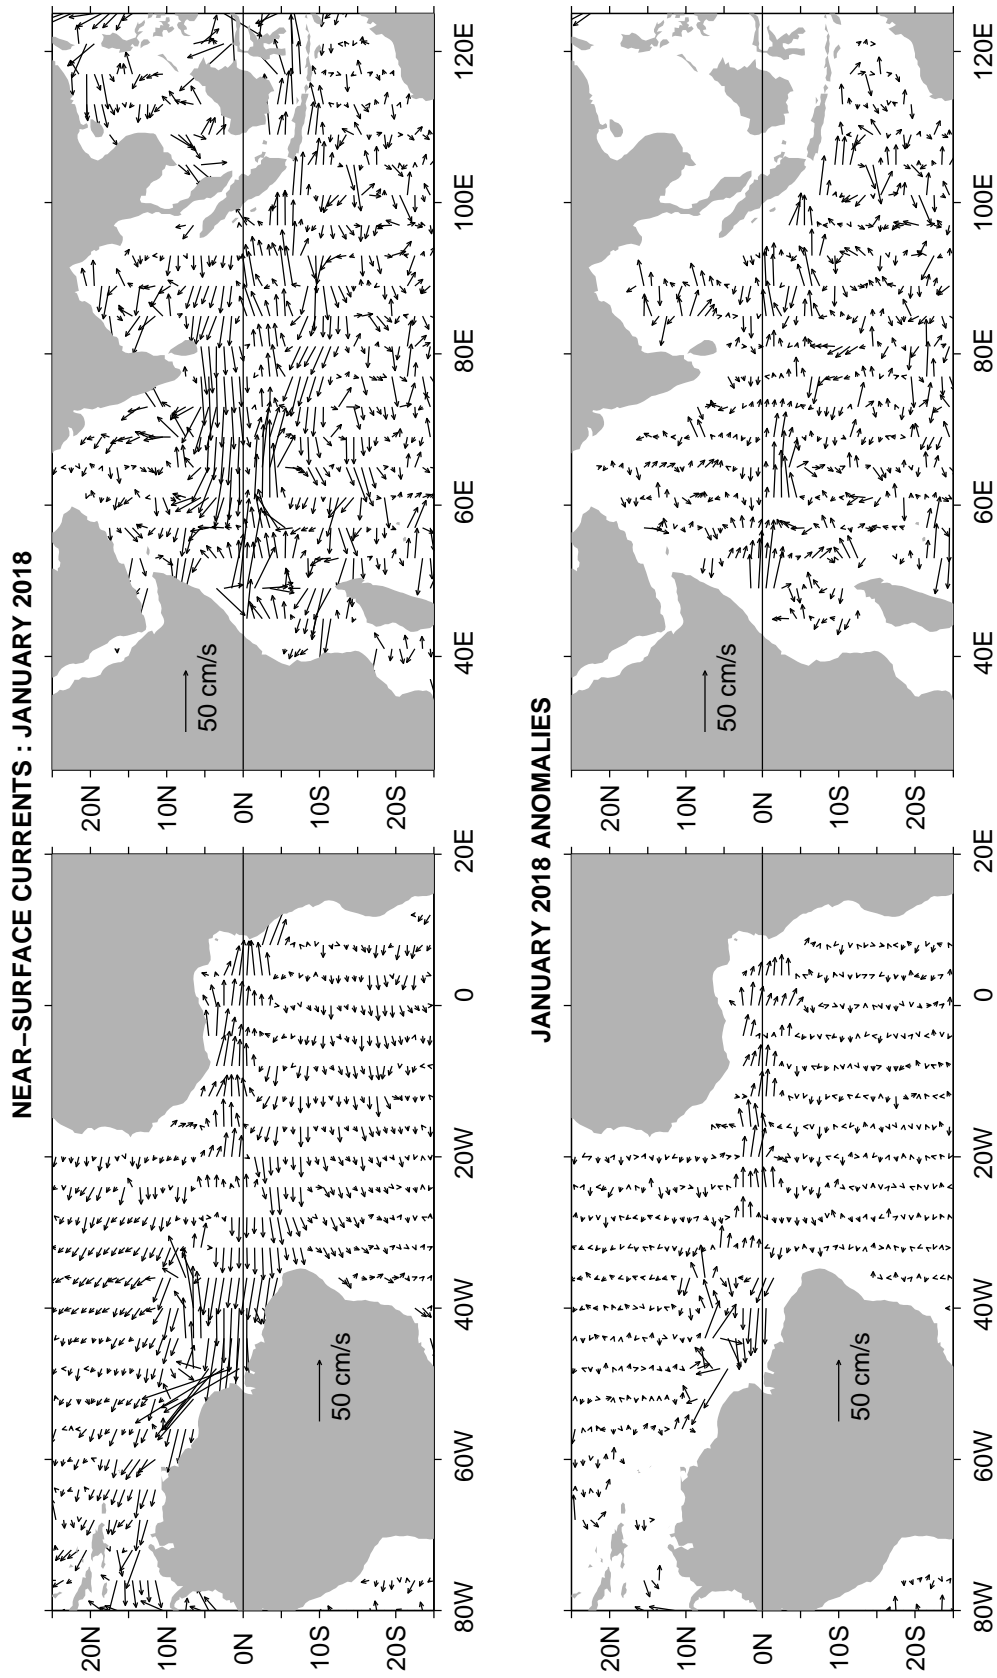 NEAR–SURFACE CURRENTS : JANUARY 2018
20N
10N
0N
10S
20S
80W
60W
40W
20W
0
20E
50 cm/s
20N
10N
0N
10S
20S
40E
60E
80E
100E
120E
50 cm/s
JANUARY 2018 ANOMALIES
20N
10N
0N
10S
20S
80W
60W
40W
20W
0
20E
50 cm/s
20N
10N
0N
10S
20S
40E
60E
80E
100E
120E
50 cm/s